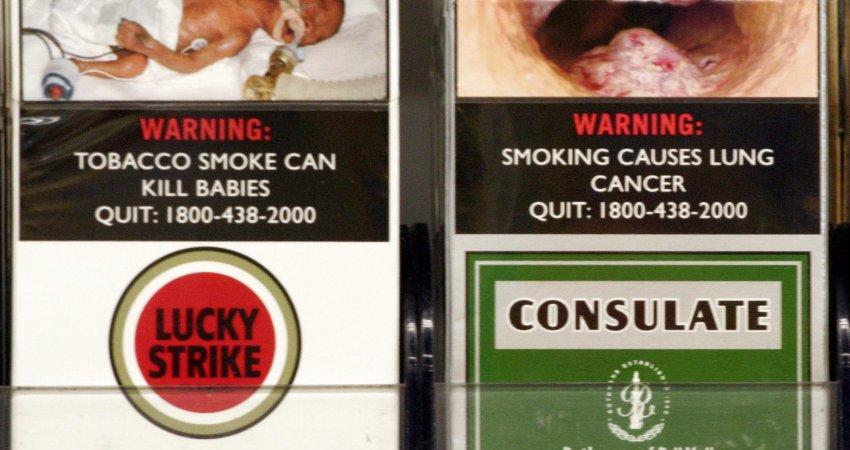 WARNING:
TOBACCO SMOKE CAN
KILL BABIES
QUIT: 1800-438-2000
LUCKY
STRIKE
WARNING:
SMOKING CAUSES LUNG
CANCER
QUIT: 1800-438-2000
CONSULATE